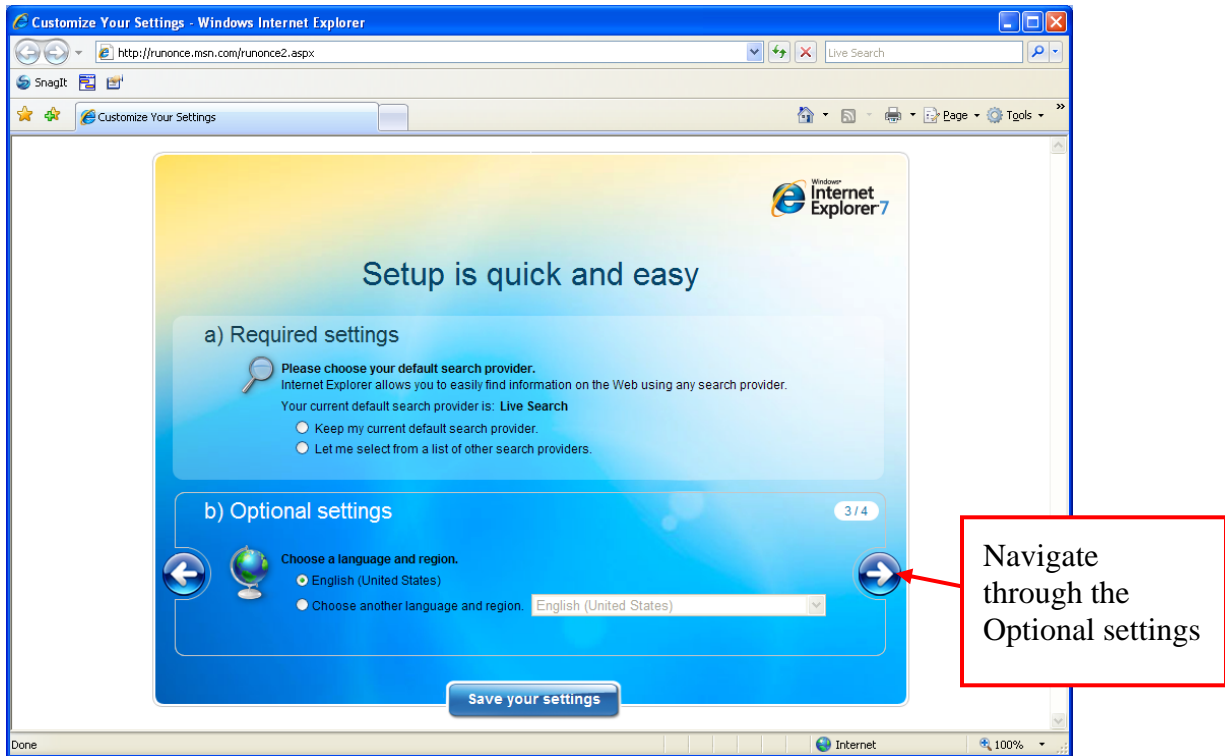 Customize Your Settings - Windows Internet Explorer
http://runonce.msn.com/runonce2.aspx
Live Search
SnagIt
Customize Your Settings
Page
Tools
Windows
Internet
Explorer 7
Setup is quick and easy
a) Required settings
Please choose your default search provider.
Internet Explorer allows you to easily find information on the Web using any search provider.
Your current default search provider is: Live Search
Keep my current default search provider.
Let me select from a list of other search providers.
b) Optional settings
3 / 4
Choose a language and region.
English (United States)
Choose another language and region. English (United States)
Navigate
through the
Optional settings
Save your settings
Done
Internet
100%